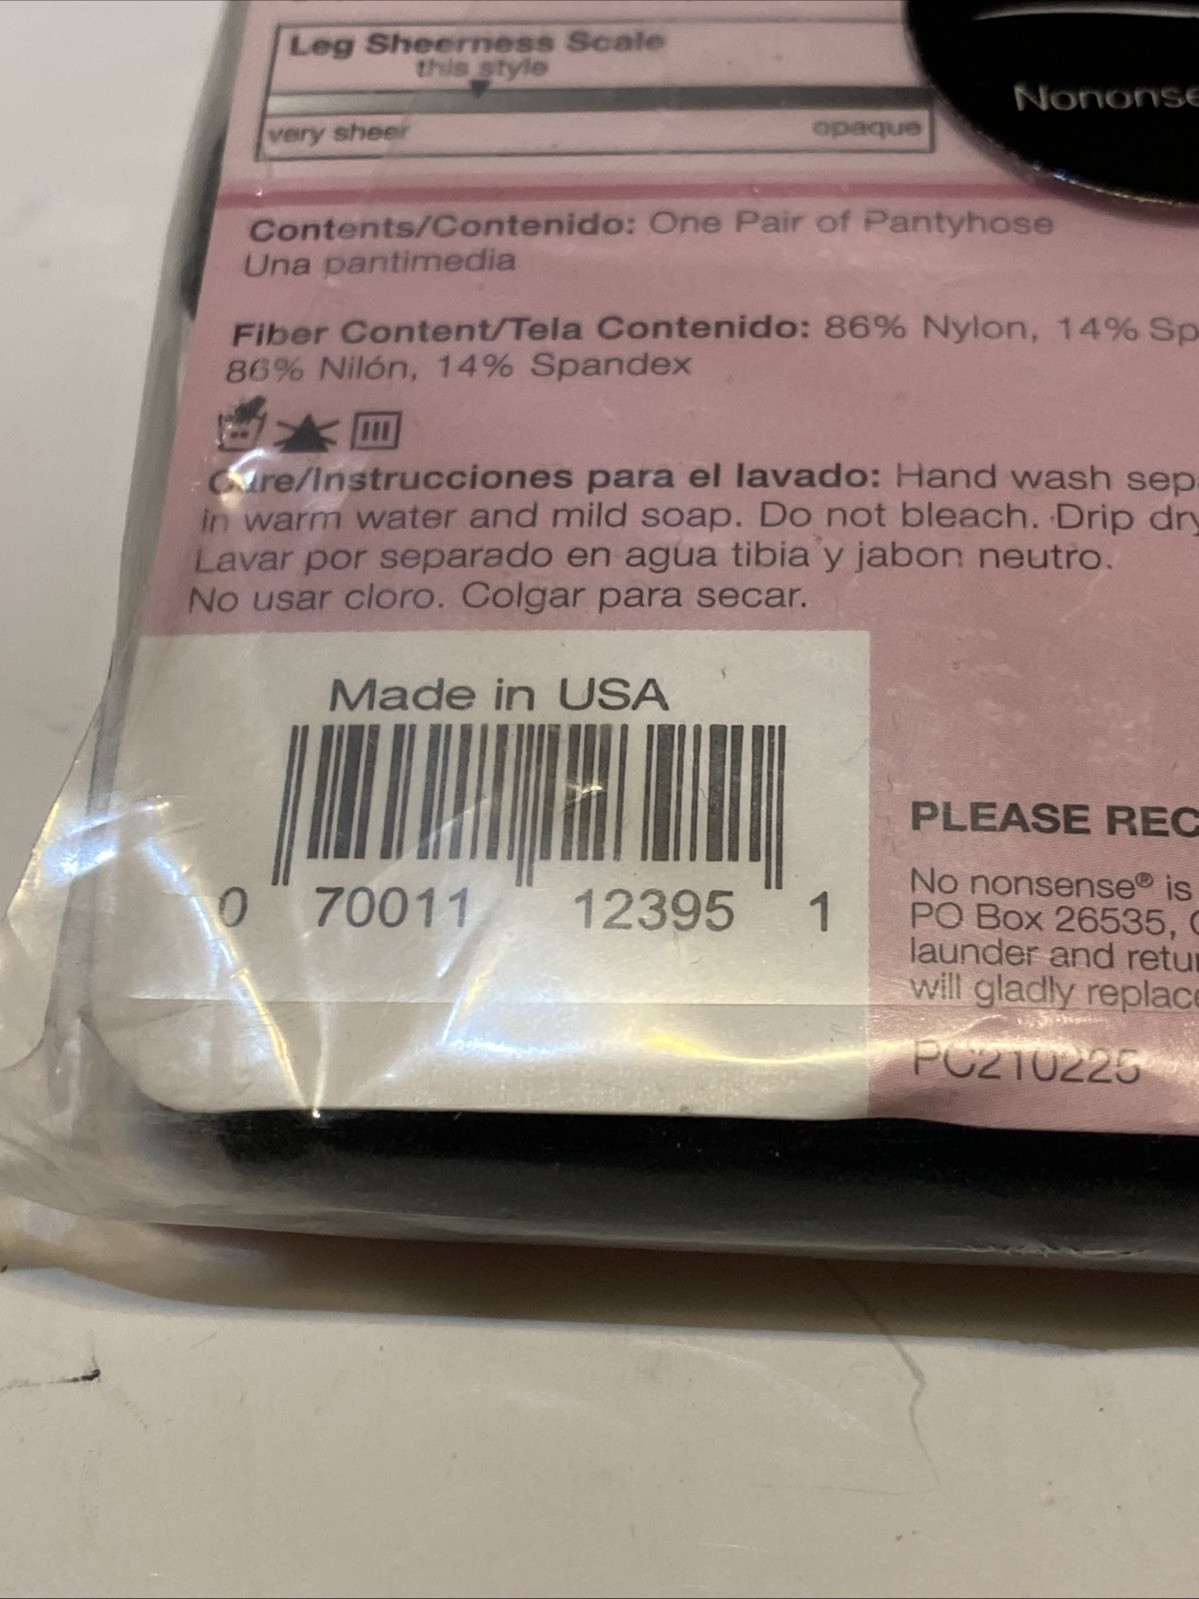 Leg Sheerness Scale
this style
very sheer opaque
Nononse
Contents/Contenido: One Pair of Pantyhose
Una pantimedia
Fiber Content/Tela Contenido: 86% Nylon, 14% Sp
86% Nilón, 14% Spandex
Care/Instrucciones para el lavado: Hand wash sep
in warm water and mild soap. Do not bleach. Drip dry
Lavar por separado en agua tibia y jabon neutro.
No usar cloro. Colgar para secar.
Made in USA
0 70011 12395 1
PLEASE REC
No nonsense® is
PO Box 26535,
launder and retu
will gladly replace
PC210225